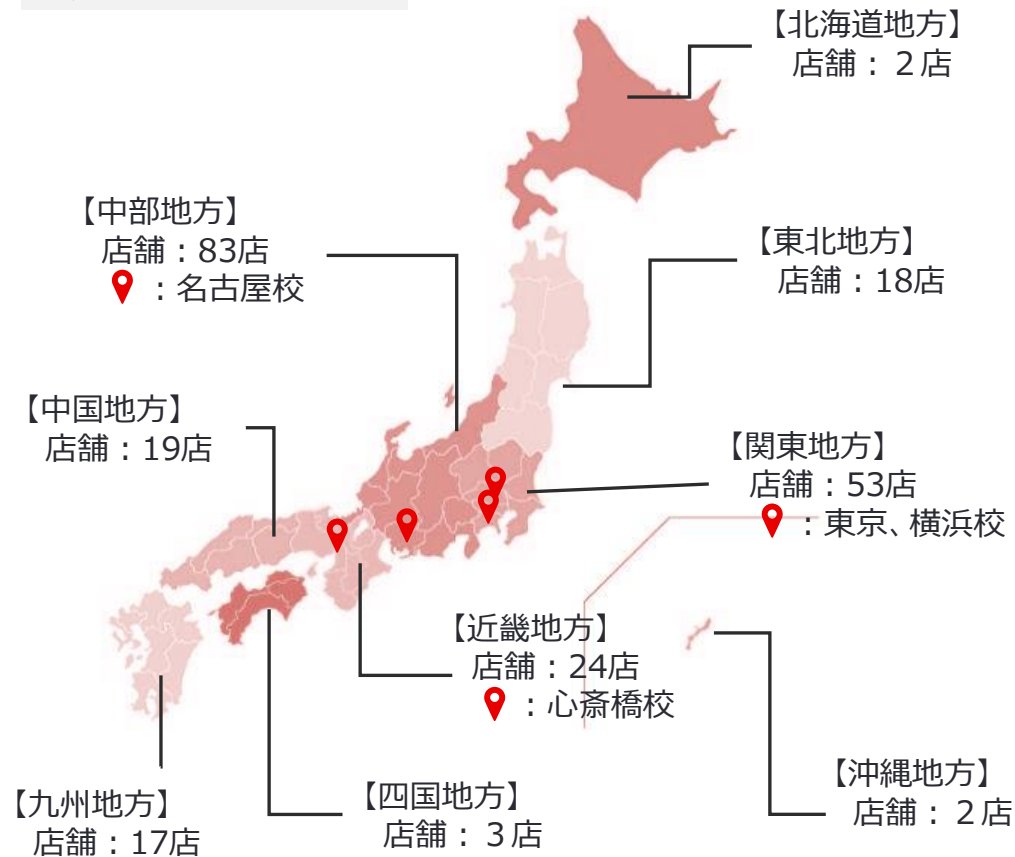 【北海道地方】
店舗：２店
【中部地方】
店舗：83店
：名古屋校
【東北地方】
店舗：18店
【中国地方】
店舗：19店
【関東地方】
店舗：53店
：東京、横浜校
【近畿地方】
店舗：24店
：心斎橋校
【九州地方】
店舗：17店
【四国地方】
店舗：３店
【沖縄地方】
店舗：２店